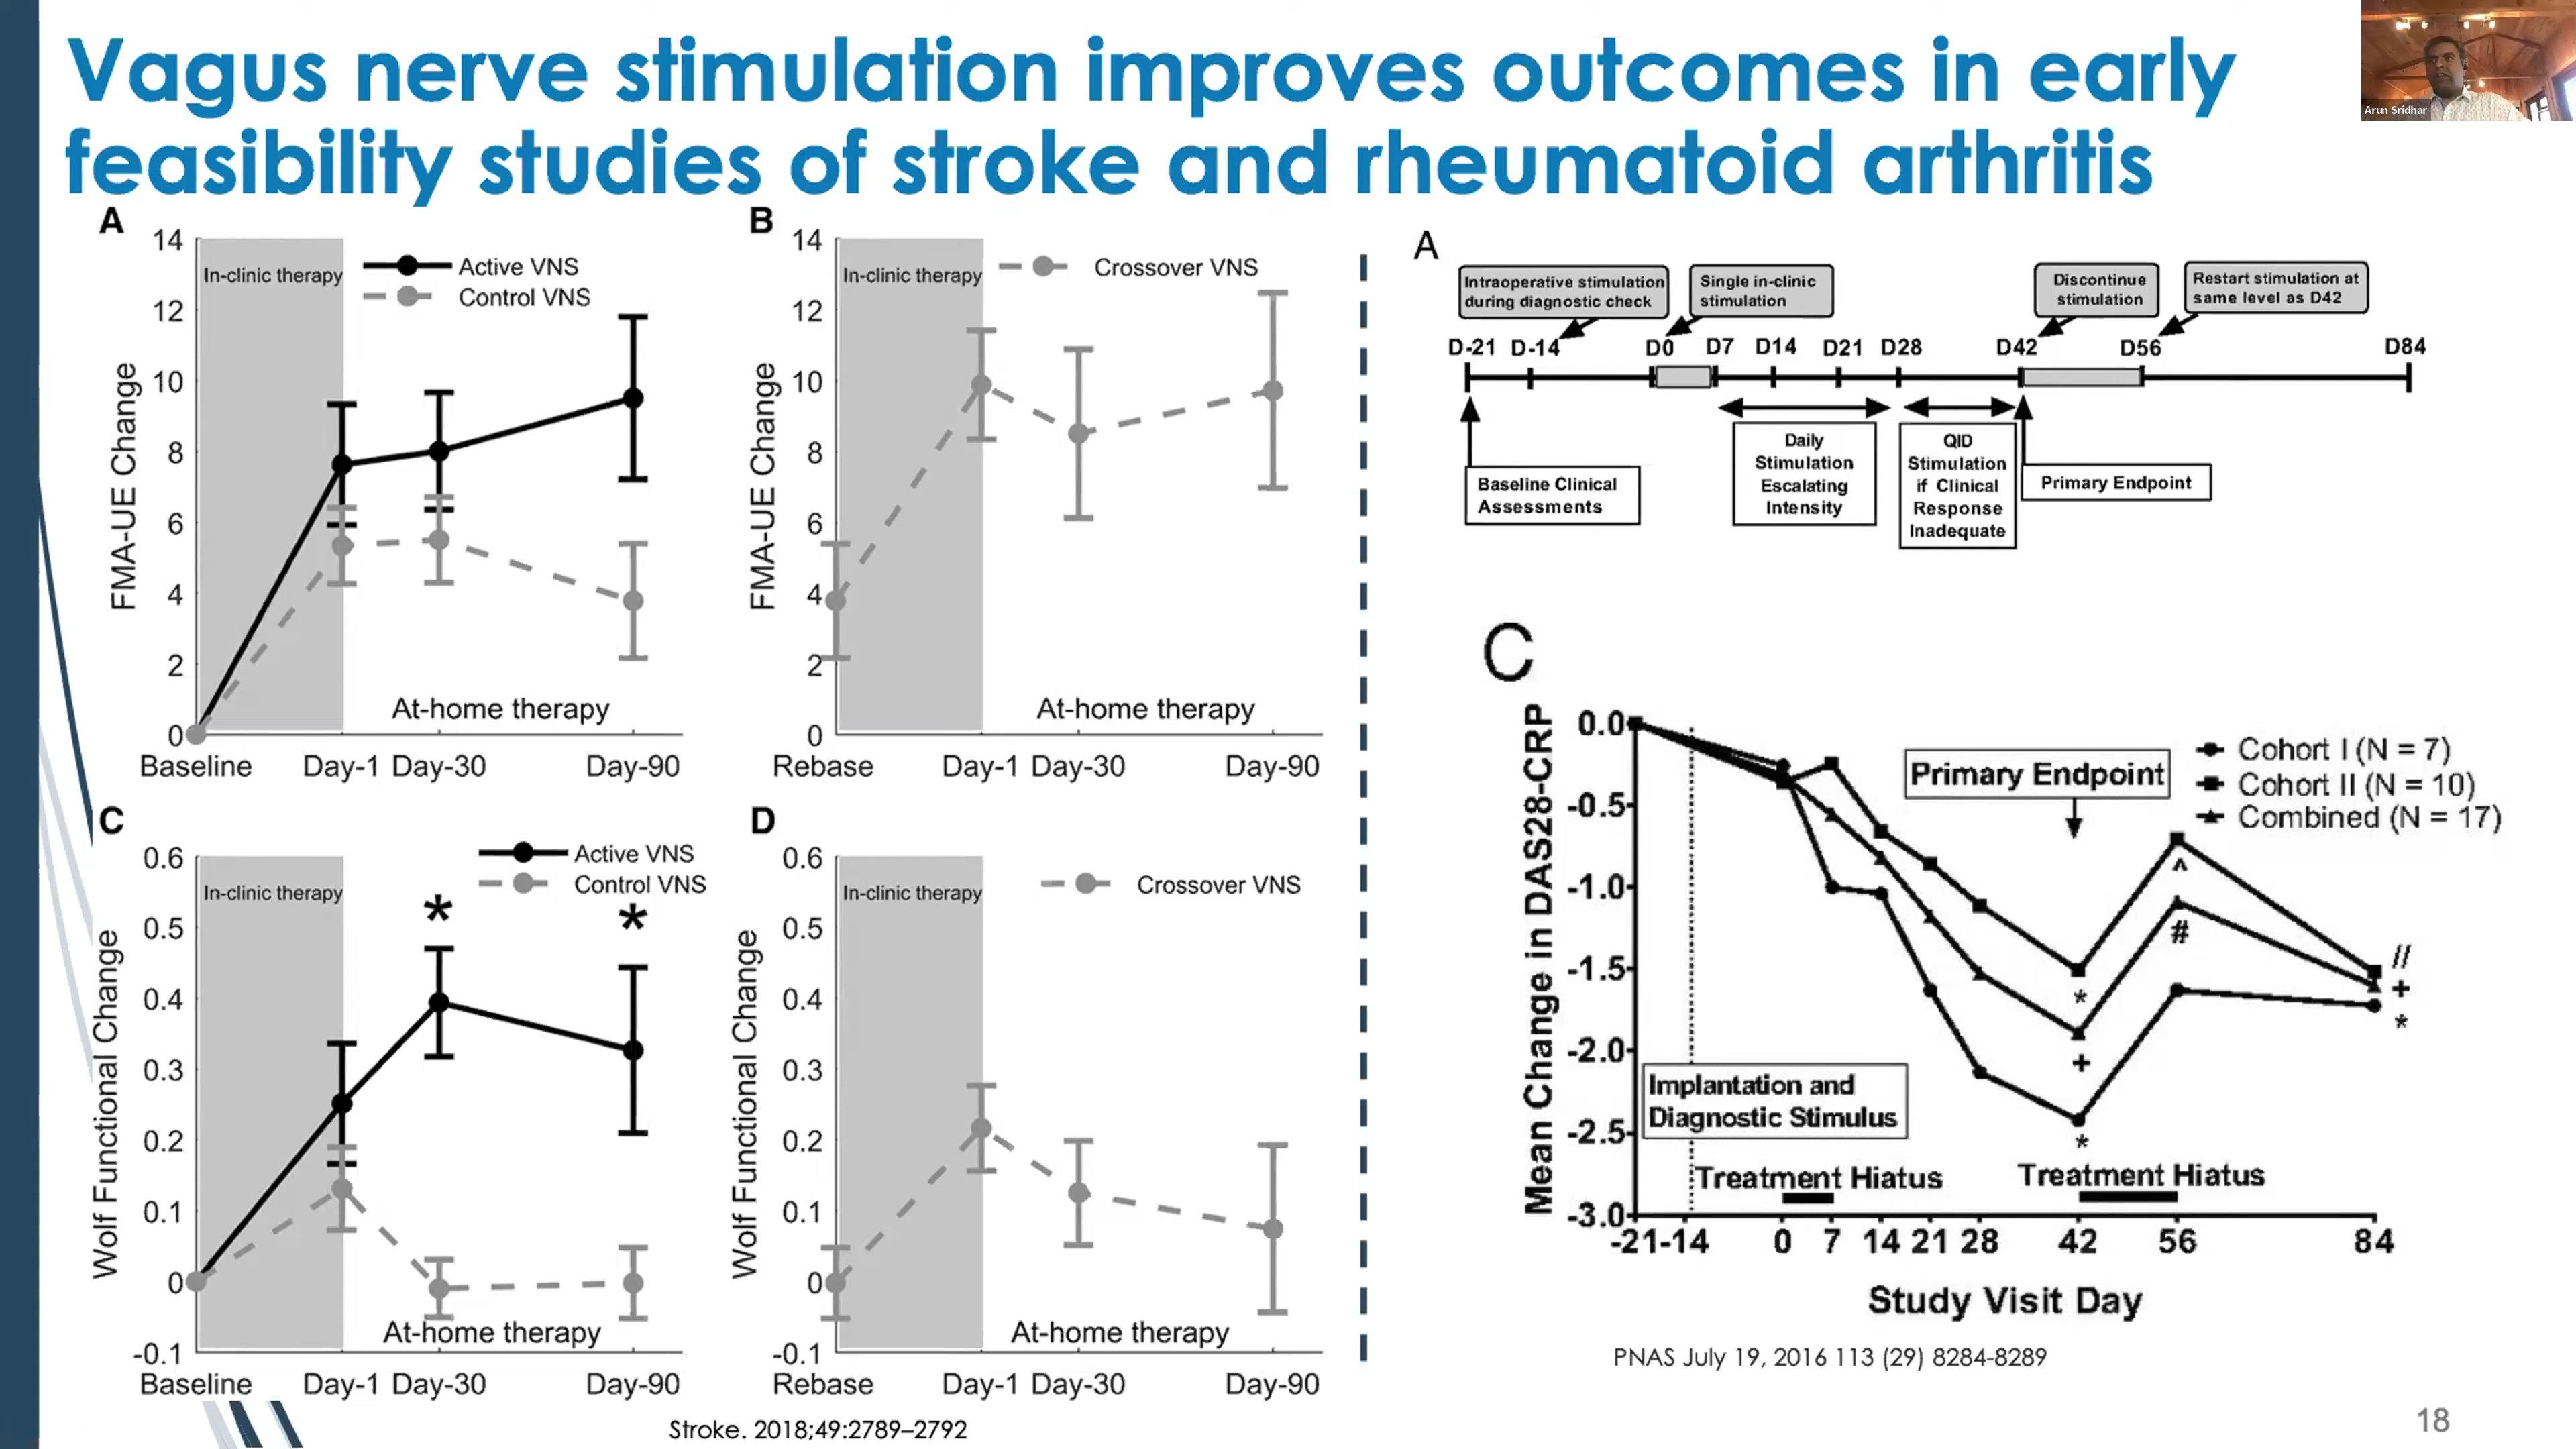 Vagus nerve stimulation improves outcomes in early
feasibility studies of stroke and rheumatoid arthritis
Arun Sridhar
A
14
12
10
8
6
4
2
0
FMA-UE Change
In-clinic therapy
Active VNS
Control VNS
At-home therapy
Baseline Day-1 Day-30 Day-90
B
14
12
10
8
6
4
2
0
FMA-UE Change
In-clinic therapy
Crossover VNS
At-home therapy
Rebase Day-1 Day-30 Day-90
C
0.6
0.5
0.4
0.3
0.2
0.1
0
-0.1
Wolf Functional Change
In-clinic therapy
Active VNS
Control VNS
*
*
At-home therapy
Baseline Day-1 Day-30 Day-90
D
0.6
0.5
0.4
0.3
0.2
0.1
0
-0.1
Wolf Functional Change
In-clinic therapy
Crossover VNS
At-home therapy
Rebase Day-1 Day-30 Day-90
Stroke. 2018;49:2789–2792
A
Intraoperative stimulation
during diagnostic check
Single in-clinic
stimulation
Discontinue
stimulation
Restart stimulation at
same level as D42
D-21 D-14 D0 D7 D14 D21 D28 D42 D56 D84
Baseline Clinical
Assessments
Daily
Stimulation
Escalating
Intensity
QID
Stimulation
if Clinical
Response
Inadequate
Primary Endpoint
C
0.0
-0.5
-1.0
-1.5
-2.0
-2.5
-3.0
Mean Change in DAS28-CRP
Primary Endpoint
Cohort I (N = 7)
Cohort II (N = 10)
Combined (N = 17)
^
#
//
+
*
*
+
*
Implantation and
Diagnostic Stimulus
Treatment Hiatus
Treatment Hiatus
-21 -14 0 7 14 21 28 42 56 84
Study Visit Day
PNAS July 19, 2016 113 (29) 8284-8289
18